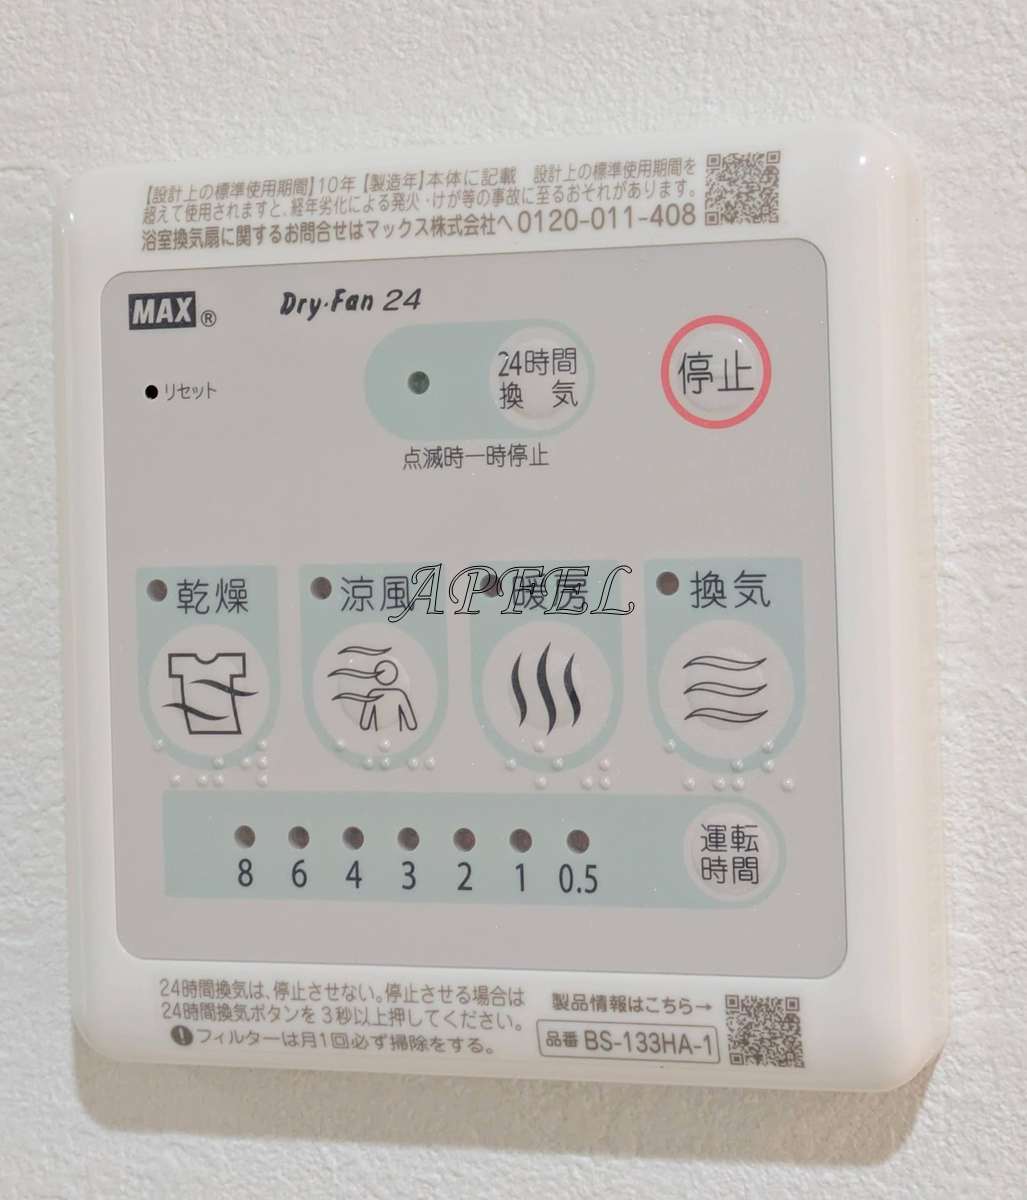 【設計上の標準使用期間】10年 【製造年】本体に記載 設計上の標準使用期間を
超えて使用されますと、経年劣化による発火・けが等の事故に至るおそれがあります。
浴室換気扇に関するお問合せはマックス株式会社へ 0120-011-408
MAX® Dry・Fan 24
リセット
24時間
換 気
停止
点滅時一時停止
乾燥 涼風 暖房 換気
APFEL
8 6 4 3 2 1 0.5
運転
時間
24時間換気は、停止させない。停止させる場合は
24時間換気ボタンを3秒以上押してください。
フィルターは月1回必ず掃除をする。
製品情報はこちら→
品番 BS-133HA-1